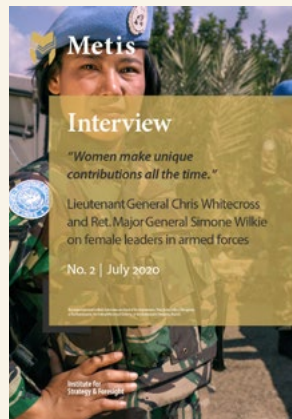 Metis
Interview
“Women make unique
contributions all the time.”
Lieutenant General Chris Whitecross
and Ret. Major General Simone Wilkie
on female leaders in armed forces
No. 2 | July 2020
Institute for
Strategy & Foresight